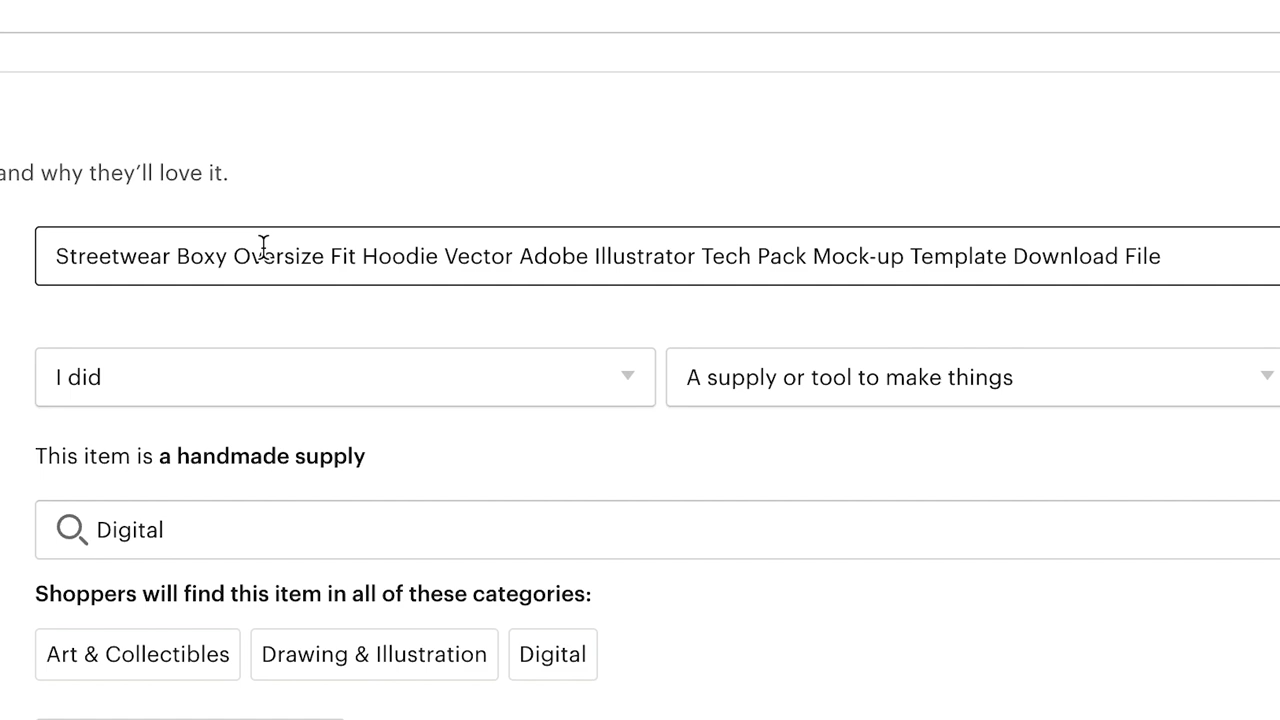 and why they’ll love it.
Streetwear Boxy Oversize Fit Hoodie Vector Adobe Illustrator Tech Pack Mock-up Template Download File
I did
A supply or tool to make things
This item is a handmade supply
Digital
Shoppers will find this item in all of these categories:
Art & Collectibles
Drawing & Illustration
Digital